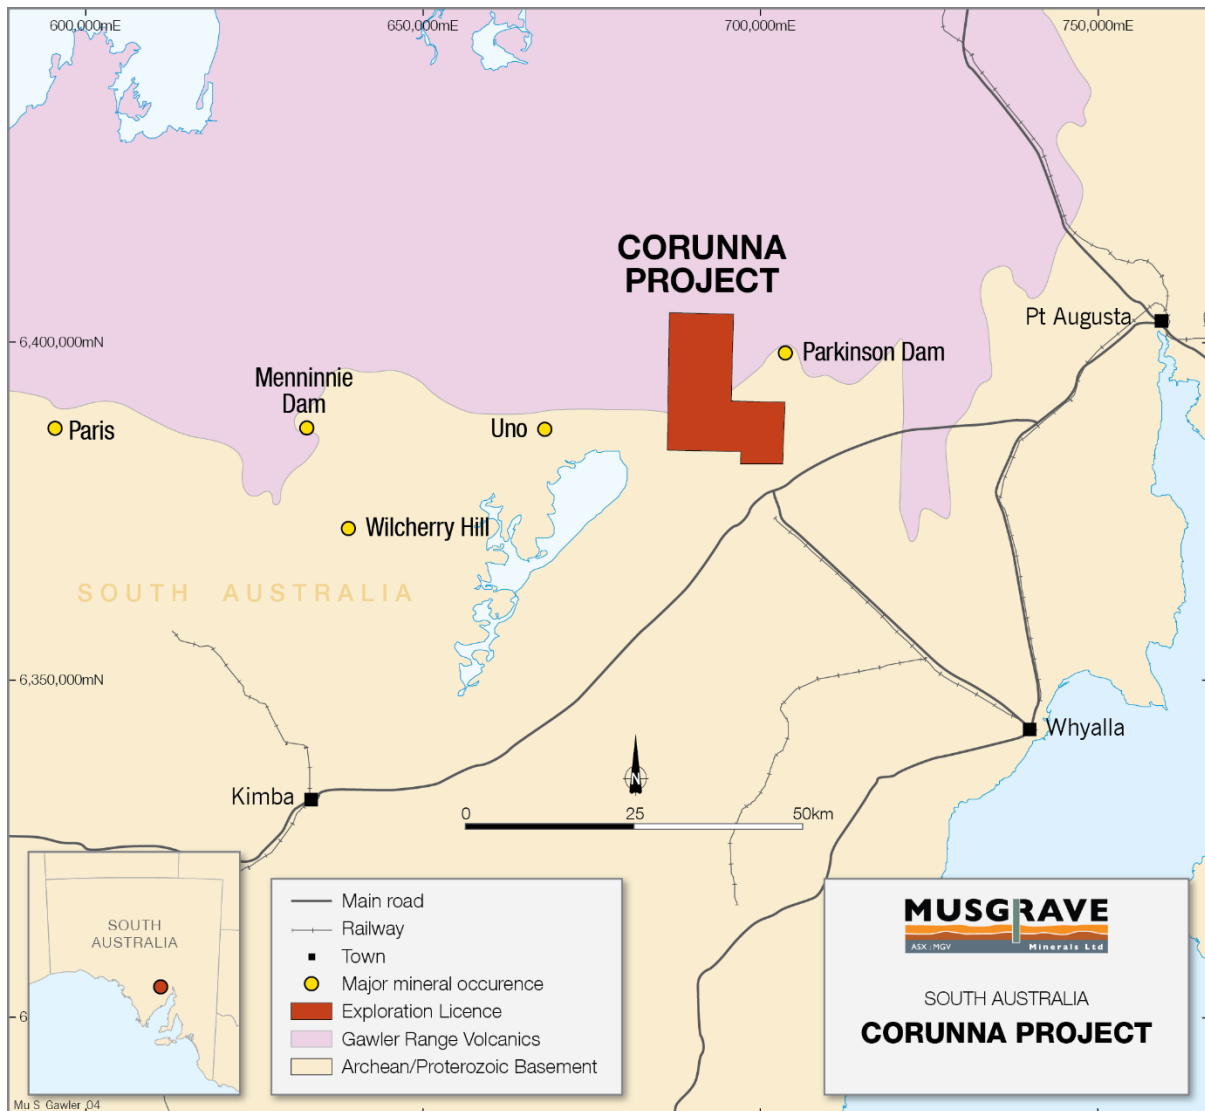 600,000mE
650,000mE
700,000mE
750,000mE
CORUNNA
PROJECT
Pt Augusta
6,400,000mN
Parkinson Dam
Menninnie
Dam
Paris
Uno
Wilcherry Hill
SOUTH AUSTRALIA
6,350,000mN
Whyalla
Kimba
N
0
25
50km
SOUTH
AUSTRALIA
Main road
Railway
Town
Major mineral occurence
Exploration Licence
Gawler Range Volcanics
Archean/Proterozoic Basement
MUSGRAVE
ASX : MGV
Minerals Ltd
SOUTH AUSTRALIA
CORUNNA PROJECT
6
Mu S Gawler 04